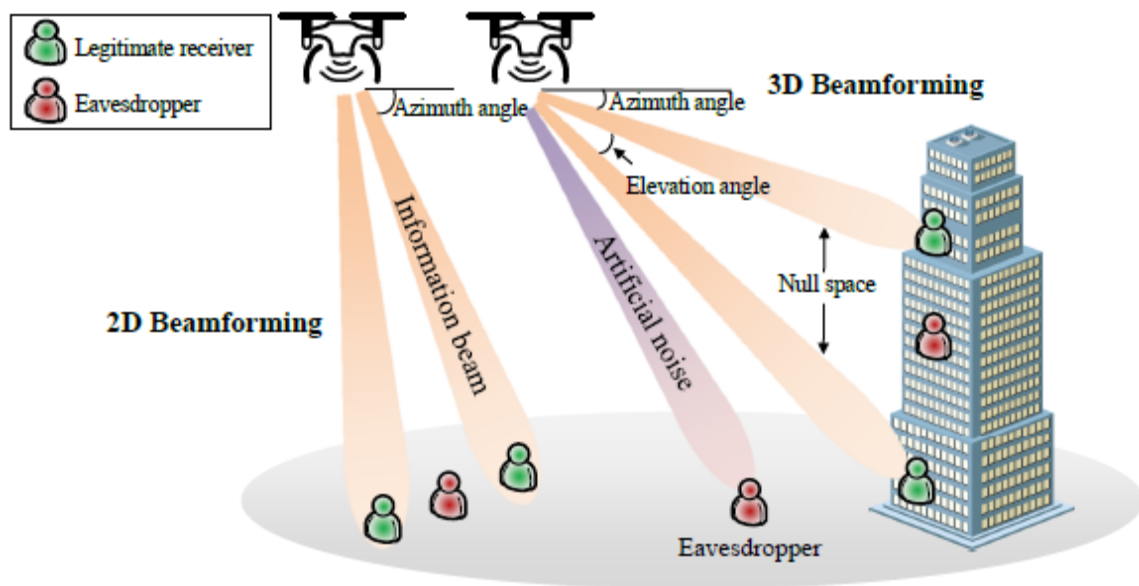 Legitimate receiver
Eavesdropper
3D Beamforming
Azimuth angle
Azimuth angle
Elevation angle
Information beam
Artificial noise
Null space
2D Beamforming
Eavesdropper